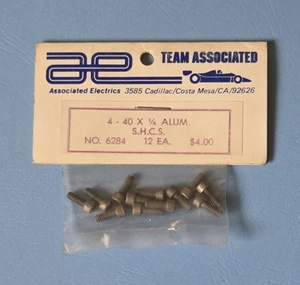 ae
TEAM ASSOCIATED
Associated Electrics 3585 Cadillac/Costa Mesa/CA/92626
4 - 40 X ¼ ALUM.
S.H.C.S.
NO. 6284 12 EA. $4.00